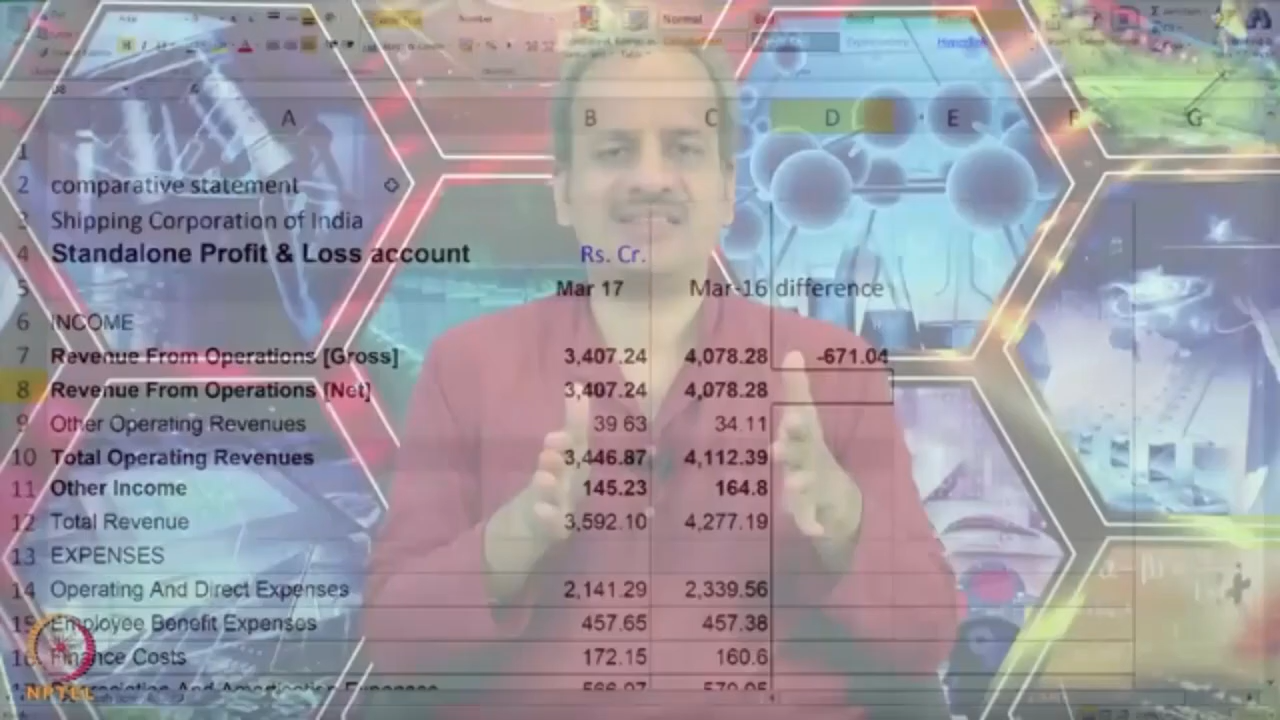 Normal
A B C D E F G
1
2 comparative statement
3 Shipping Corporation of India
4 Standalone Profit & Loss account Rs. Cr.
5 Mar 17 Mar-16 difference
6 INCOME
7 Revenue From Operations [Gross] 3,407.24 4,078.28 -671.04
8 Revenue From Operations [Net] 3,407.24 4,078.28
9 Other Operating Revenues 39.63 34.11
10 Total Operating Revenues 3,446.87 4,112.39
11 Other Income 145.23 164.8
12 Total Revenue 3,592.10 4,277.19
13 EXPENSES
14 Operating And Direct Expenses 2,141.29 2,339.56
15 Employee Benefit Expenses 457.65 457.38
16 Finance Costs 172.15 160.6
NPTEL